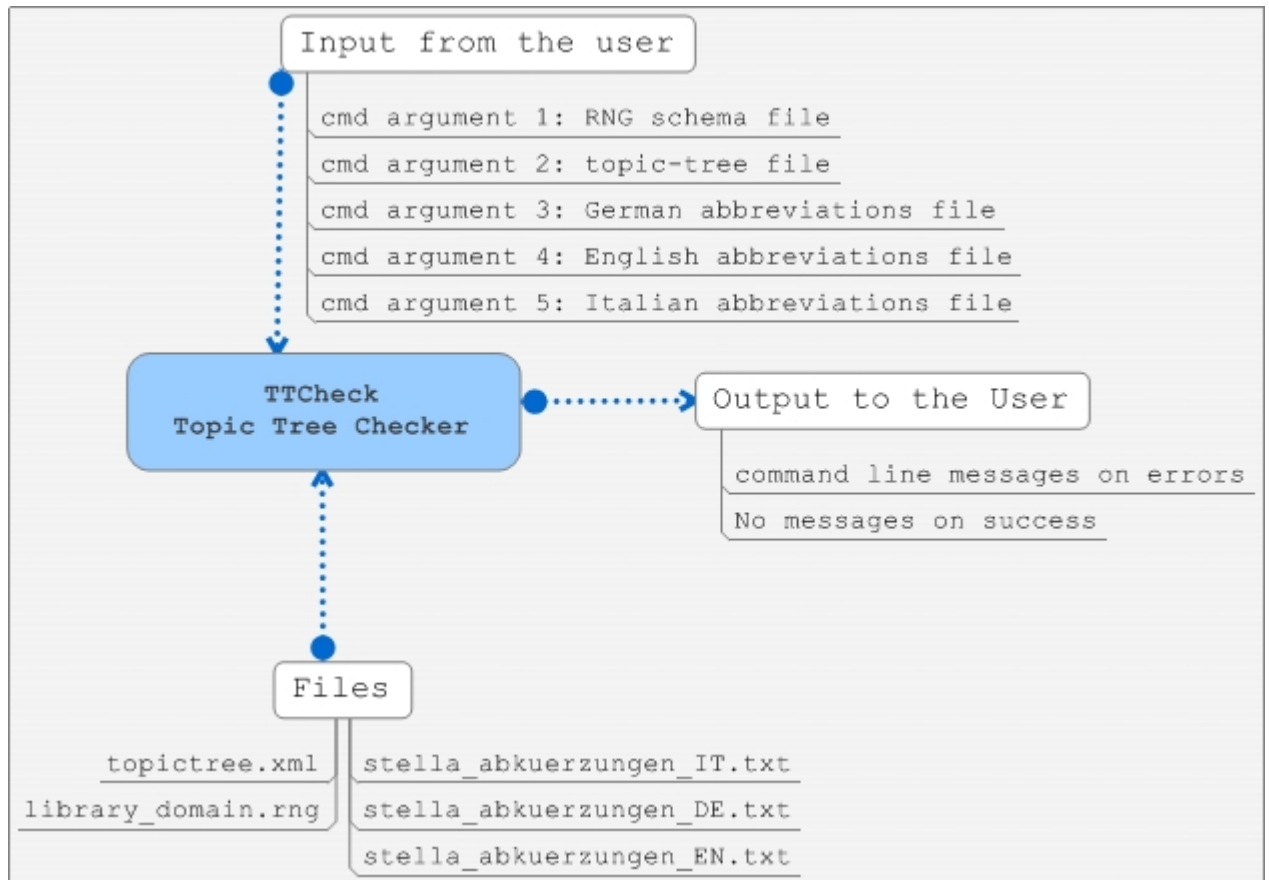 Input from the user
cmd argument 1: RNG schema file
cmd argument 2: topic-tree file
cmd argument 3: German abbreviations file
cmd argument 4: English abbreviations file
cmd argument 5: Italian abbreviations file
TTCheck
Topic Tree Checker
Output to the User
command line messages on errors
No messages on success
Files
topictree.xml
library_domain.rng
stella_abkuerzungen_IT.txt
stella_abkuerzungen_DE.txt
stella_abkuerzungen_EN.txt